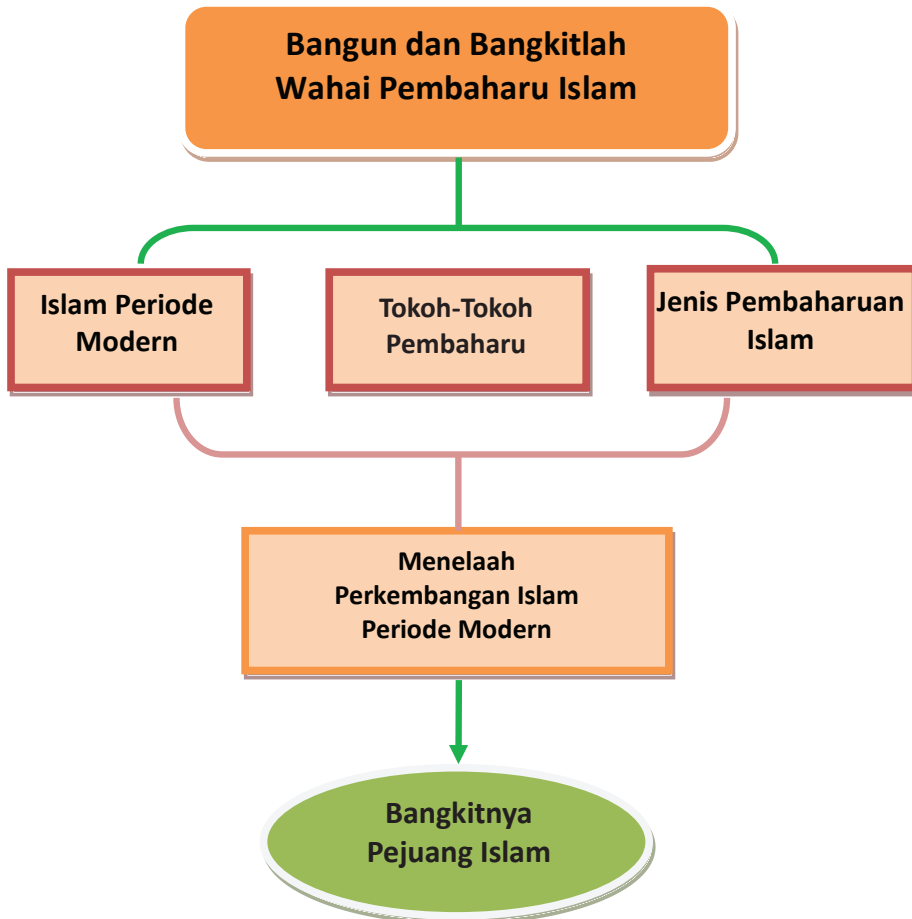 Bangun dan Bangkitlah
Wahai Pembaharu Islam
Islam Periode
Modern
Tokoh-Tokoh
Pembaharu
Jenis Pembaharuan
Islam
Menelaah
Perkembangan Islam
Periode Modern
Bangkitnya
Pejuang Islam